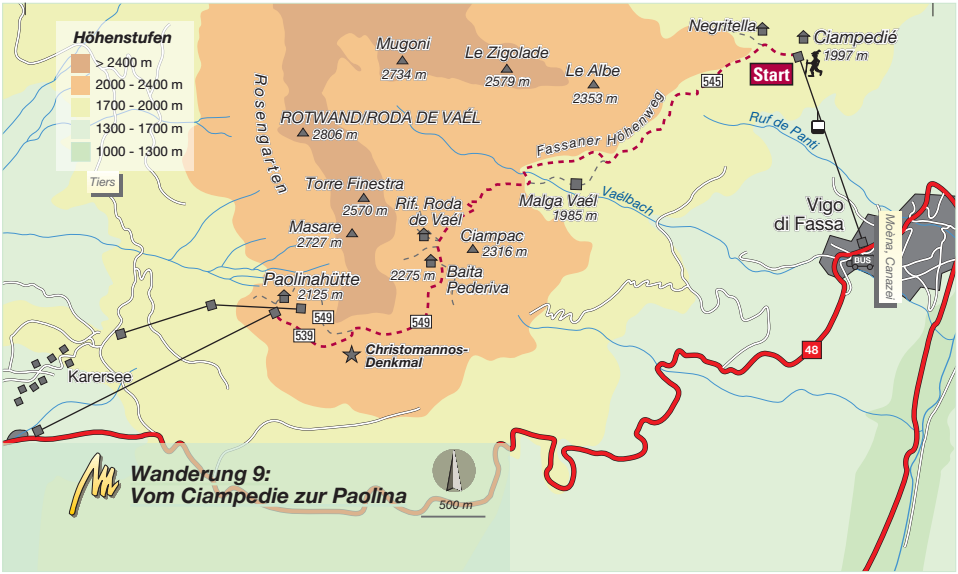 Höhenstufen
> 2400 m
2000 - 2400 m
1700 - 2000 m
1300 - 1700 m
1000 - 1300 m
Tiers
Rosengarten
Mugoni
2734 m
Le Zigolade
2579 m
Le Albe
2353 m
ROTWAND/RODA DE VAÉL
2806 m
Negritella
Ciampedié
1997 m
Start
545
Fassaner Höhenweg
Ruf de Panti
Torre Finestra
2570 m
Masare
2727 m
Rif. Roda
de Vaél
Ciampac
2316 m
2275 m
Baita
Pederiva
Malga Vaél
1985 m
Vaélbach
Vigo
di Fassa
BUS
Moéna, Canazei
Paolinahütte
2125 m
549
539
549
Christomannos-
Denkmal
48
Karersee
Wanderung 9:
Vom Ciampedie zur Paolina
500 m